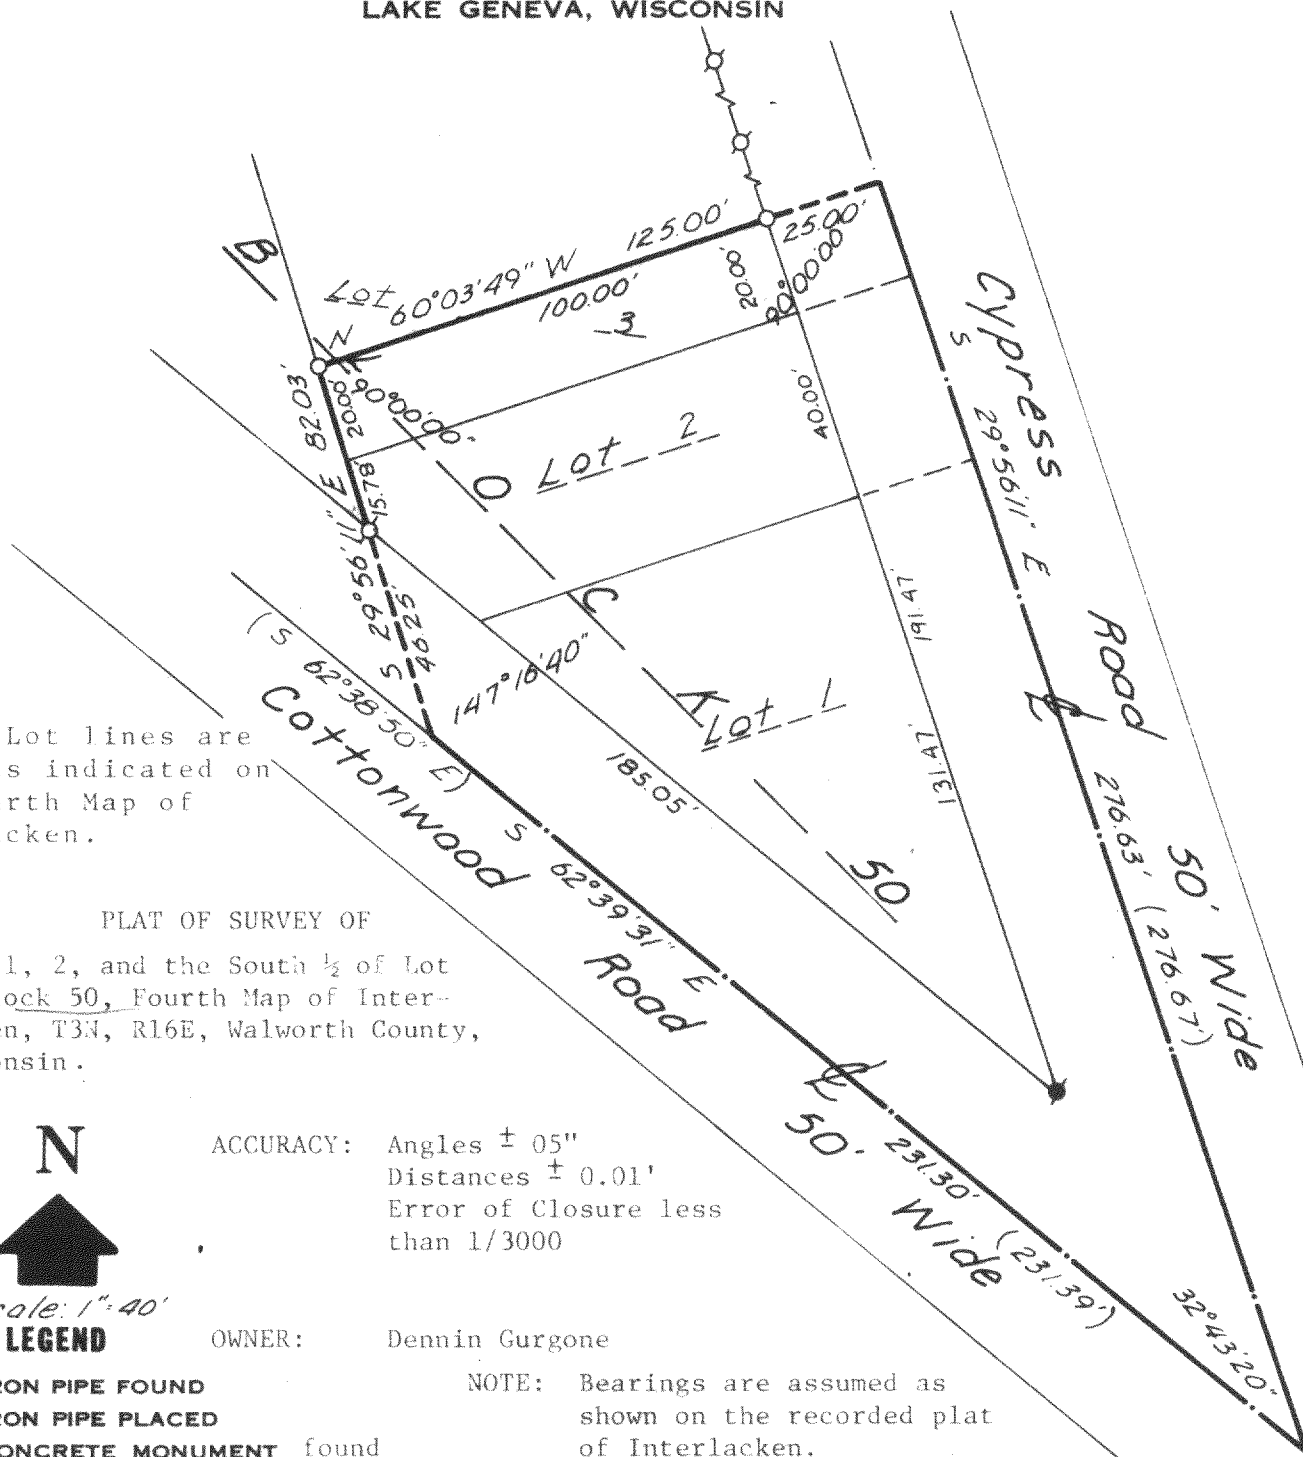 LAKE GENEVA, WISCONSIN
B
L
O
C
K
50
Lot
3
N 60°03'49" W
125.00'
100.00'
25.00'
20.00'
90°00'00"
90°00'00"
20.00'
15.78'
S 29°56'11" E 82.03'
46.25'
147°16'40"
Lot 2
40.00'
191.47'
131.47'
Lot 1
185.05'
Cypress Road 50' Wide
S 29°56'11" E
276.63' (276.67')
32°43'20"
(S 62°38'50" E)
Cottonwood Road 50' Wide
S 62°39'31" E
231.30' (231.39')
Lot lines are
s indicated on
rth Map of
cken.
PLAT OF SURVEY OF
1, 2, and the South ½ of Lot
ock 50, Fourth Map of Inter-
en, T3N, R16E, Walworth County,
onsin.
N
cale: 1"=40'
ACCURACY: Angles ± 05"
Distances ± 0.01'
Error of Closure less
than 1/3000
LEGEND
OWNER: Dennin Gurgone
RON PIPE FOUND
RON PIPE PLACED
ONCRETE MONUMENT found
NOTE: Bearings are assumed as
shown on the recorded plat
of Interlacken.